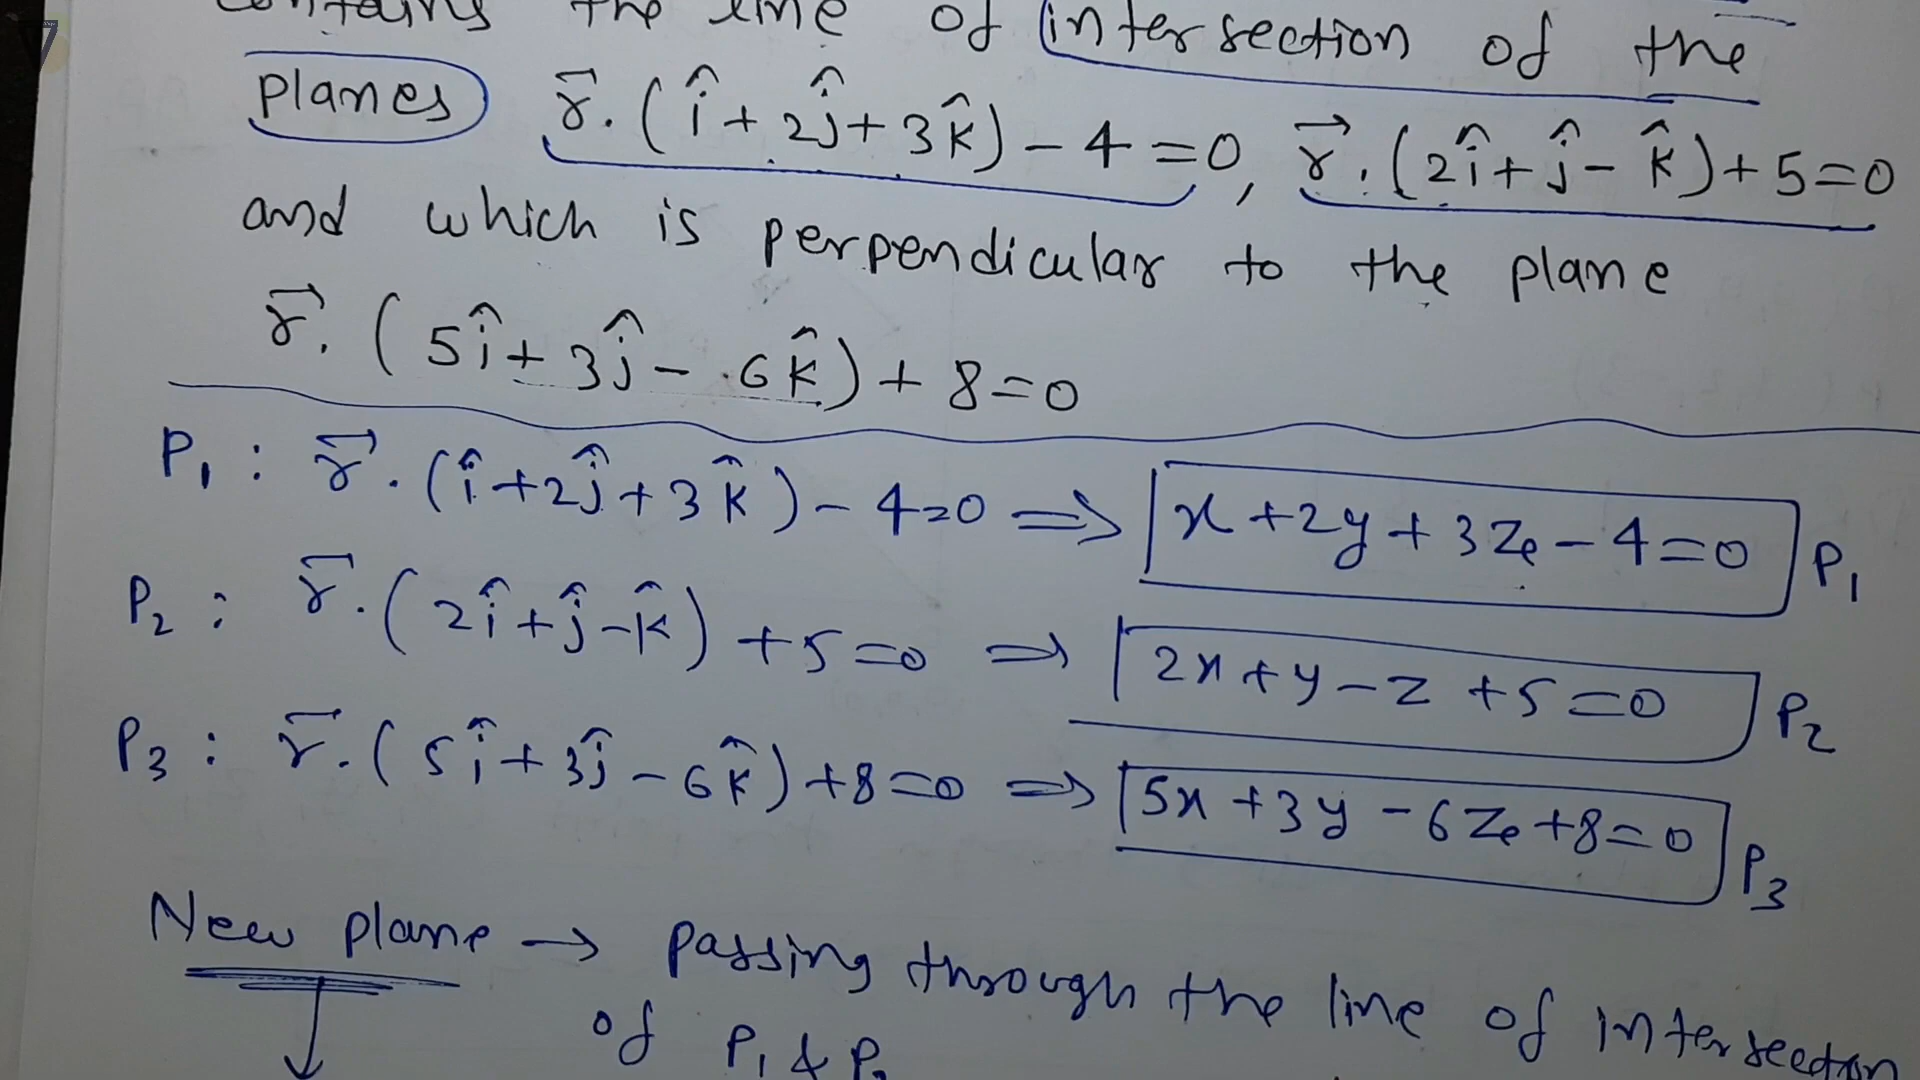 contains the line of intersection of the
planes r⃗.(î+2ĵ+3k̂)-4=0, r⃗.(2î+ĵ-k̂)+5=0
and which is perpendicular to the plane
r⃗.(5î+3ĵ-6k̂)+8=0
P₁ : r⃗.(î+2ĵ+3k̂)-4=0 ⇒ x+2y+3z-4=0 P₁
P₂ : r⃗.(2î+ĵ-k̂)+5=0 ⇒ 2x+y-z+5=0 P₂
P₃ : r⃗.(5î+3ĵ-6k̂)+8=0 ⇒ 5x+3y-6z+8=0 P₃
New plane → passing through the line of intersection
of P₁ & P₂